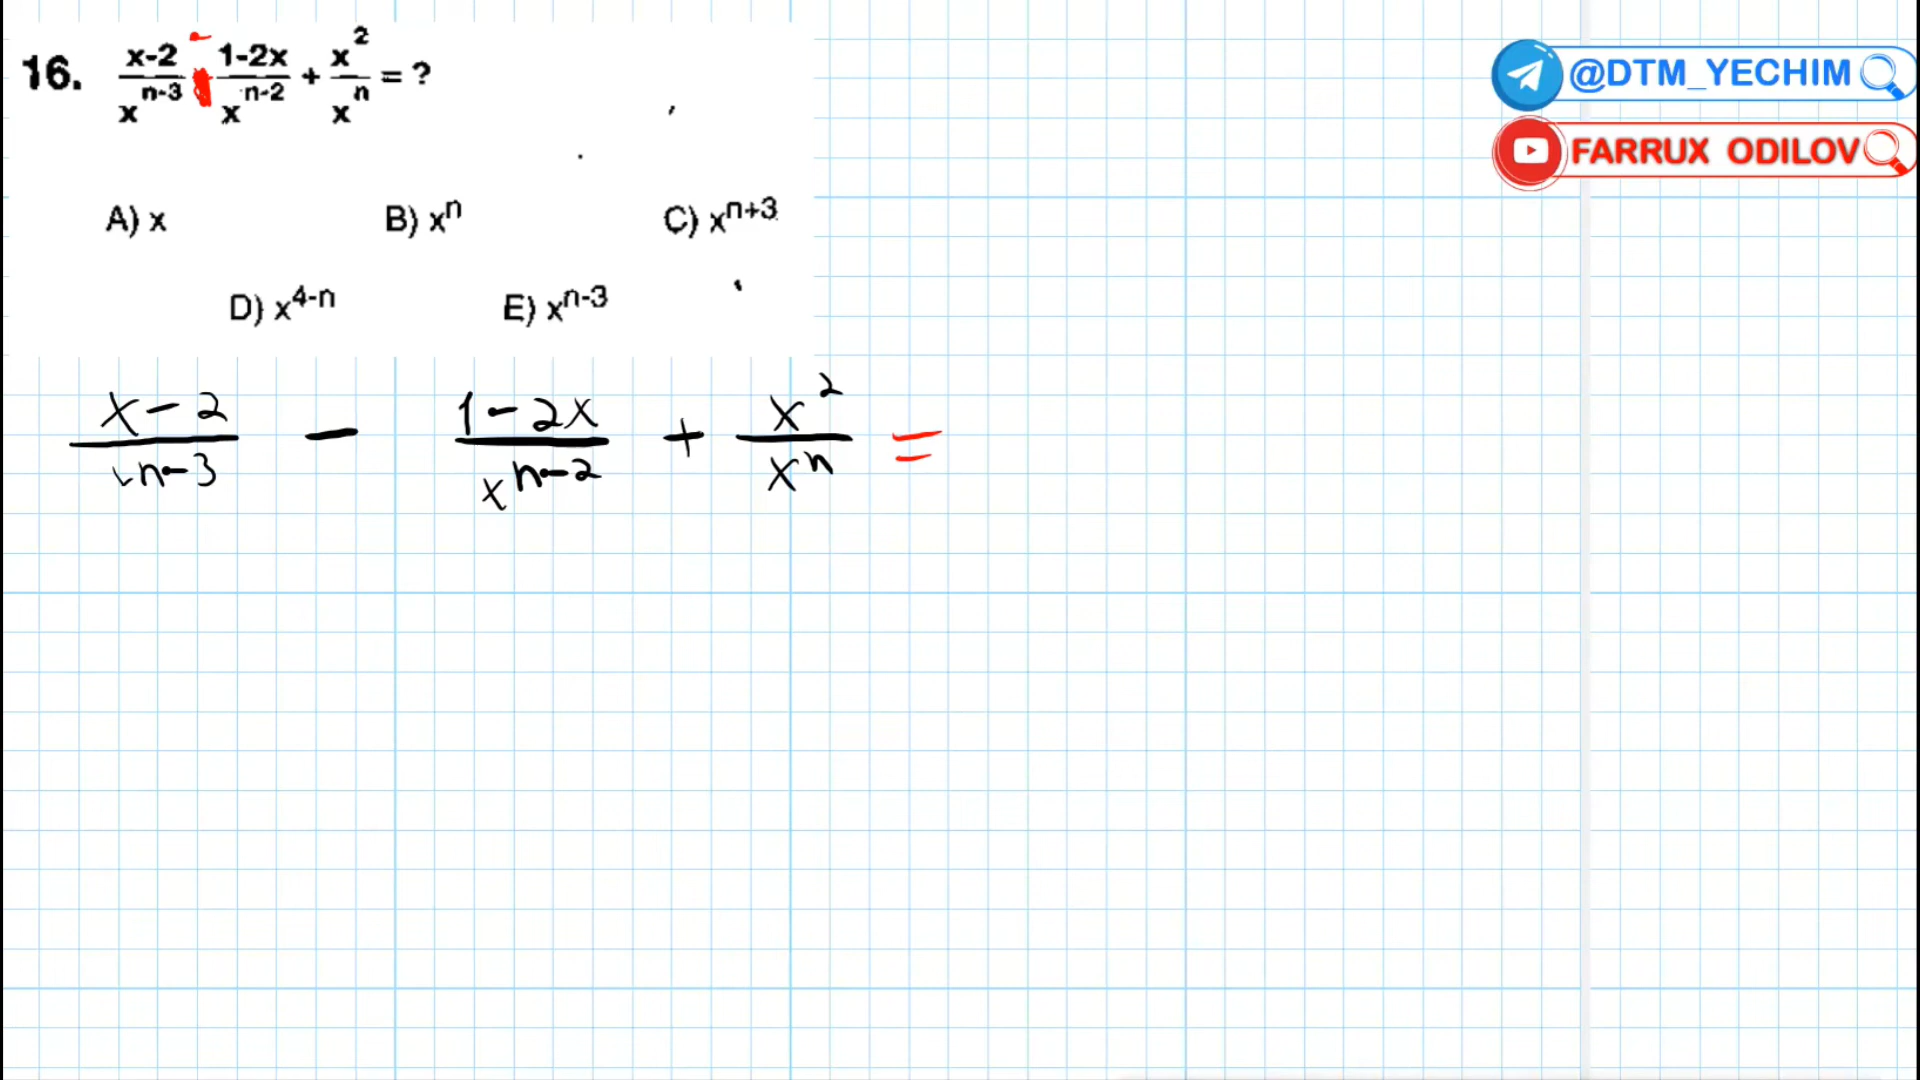 16. x-2/x^n-3 - 1-2x/x^n-2 + x^2/x^n = ?
A) x B) x^n C) x^n+3
D) x^4-n E) x^n-3
x-2/n-3 - 1-2x/x^n-2 + x^2/x^n =
@DTM_YECHIM
FARRUX ODILOV